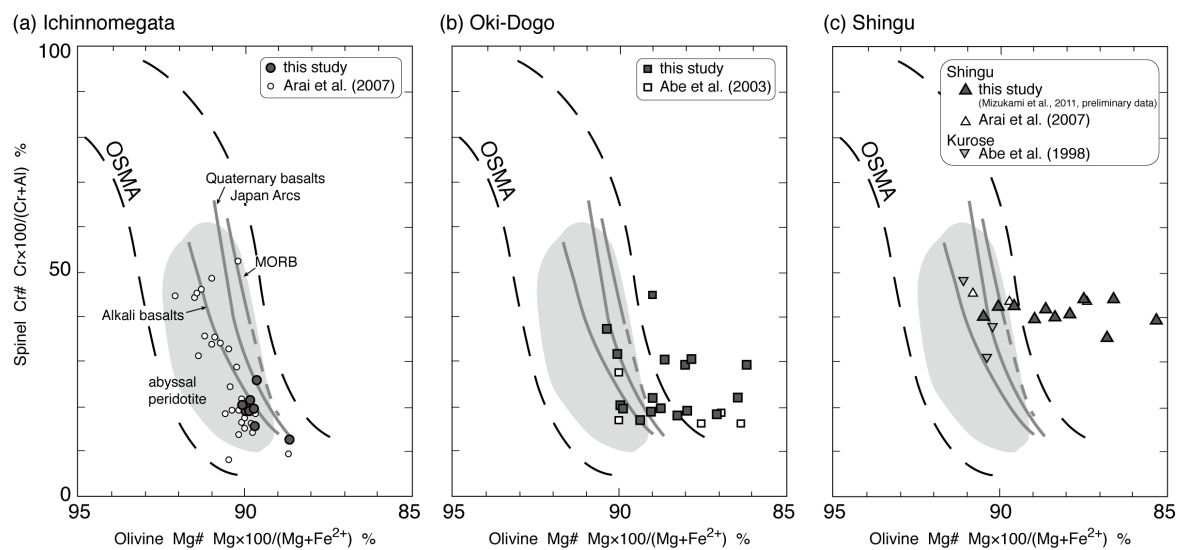 (a) Ichinnomegata
(b) Oki-Dogo
(c) Shingu
100
50
0
Spinel Cr# Cr×100/(Cr+Al) %
this study
Arai et al. (2007)
OSMA
Quaternary basalts
Japan Arcs
MORB
Alkali basalts
abyssal
peridotite
95
90
85
Olivine Mg# Mg×100/(Mg+Fe²⁺) %
this study
Abe et al. (2003)
OSMA
95
90
85
Olivine Mg# Mg×100/(Mg+Fe²⁺) %
Shingu
this study
(Mizukami et al., 2011, preliminary data)
Arai et al. (2007)
Kurose
Abe et al. (1998)
OSMA
95
90
85
Olivine Mg# Mg×100/(Mg+Fe²⁺) %